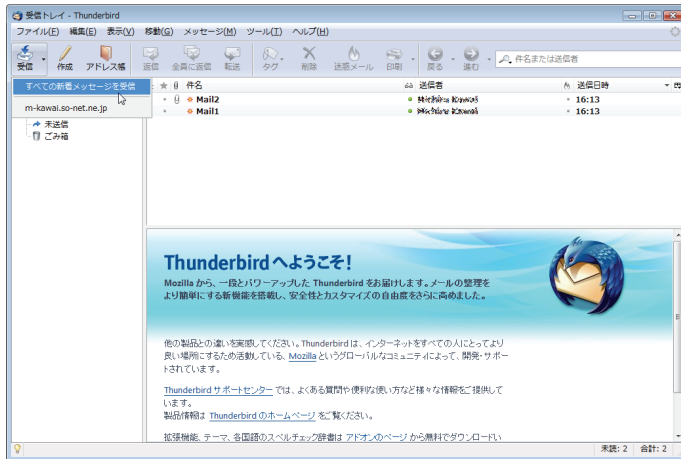 受信トレイ - Thunderbird
ファイル(F) 編集(E) 表示(V) 移動(G) メッセージ(M) ツール(T) ヘルプ(H)
受信 作成 アドレス帳 返信 全員に返信 転送 タグ 削除 迷惑メール 印刷 戻る 進む 件名または送信者
すべての新着メッセージを受信
m-kawai.so-net.ne.jp
未送信
ごみ箱
件名 送信者 送信日時
Mail2 16:13
Mail1 16:13
Thunderbird へようこそ!
Mozilla から、一段とパワーアップした Thunderbird をお届けします。メールの整理を
より簡単にする新機能を搭載し、安全性とカスタマイズの自由度をさらに高めました。
他の製品との違いを実感してください。Thunderbird は、インターネットをすべての人にとってより
良い場所にするため活動している、Mozilla というグローバルなコミュニティによって、開発・サポー
トされています。
Thunderbird サポートセンター では、よくある質問や便利な使い方など様々な情報をご提供して
います。
製品情報は Thunderbird のホームページ をご覧ください。
拡張機能、テーマ、各国語のスペルチェック辞書は アドオンのページ から無料でダウンロードい
未読: 2 合計: 2